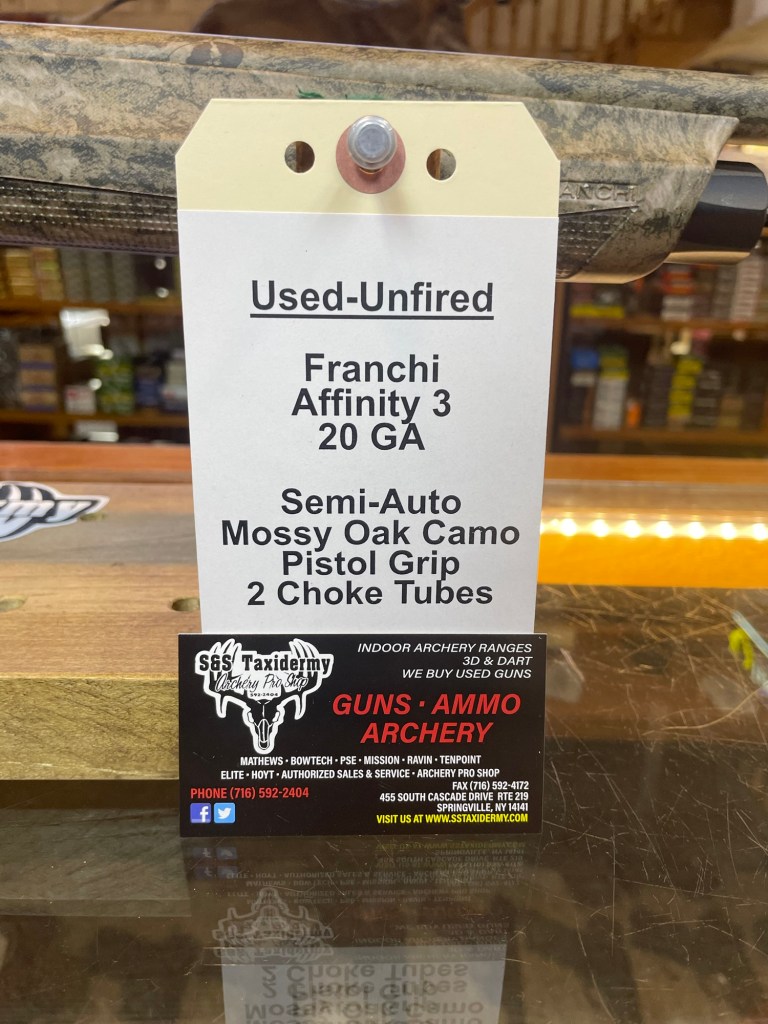 Used-Unfired
Franchi
Affinity 3
20 GA
Semi-Auto
Mossy Oak Camo
Pistol Grip
2 Choke Tubes
S&S Taxidermy
Archery Pro Shop
592-2404
INDOOR ARCHERY RANGES
3D & DART
WE BUY USED GUNS
GUNS · AMMO
ARCHERY
MATHEWS · BOWTECH · PSE · MISSION · RAVIN · TENPOINT
ELITE · HOYT · AUTHORIZED SALES & SERVICE · ARCHERY PRO SHOP
PHONE (716) 592-2404
FAX (716) 592-4172
455 SOUTH CASCADE DRIVE RTE 219
SPRINGVILLE, NY 14141
VISIT US AT WWW.SSTAXIDERMY.COM